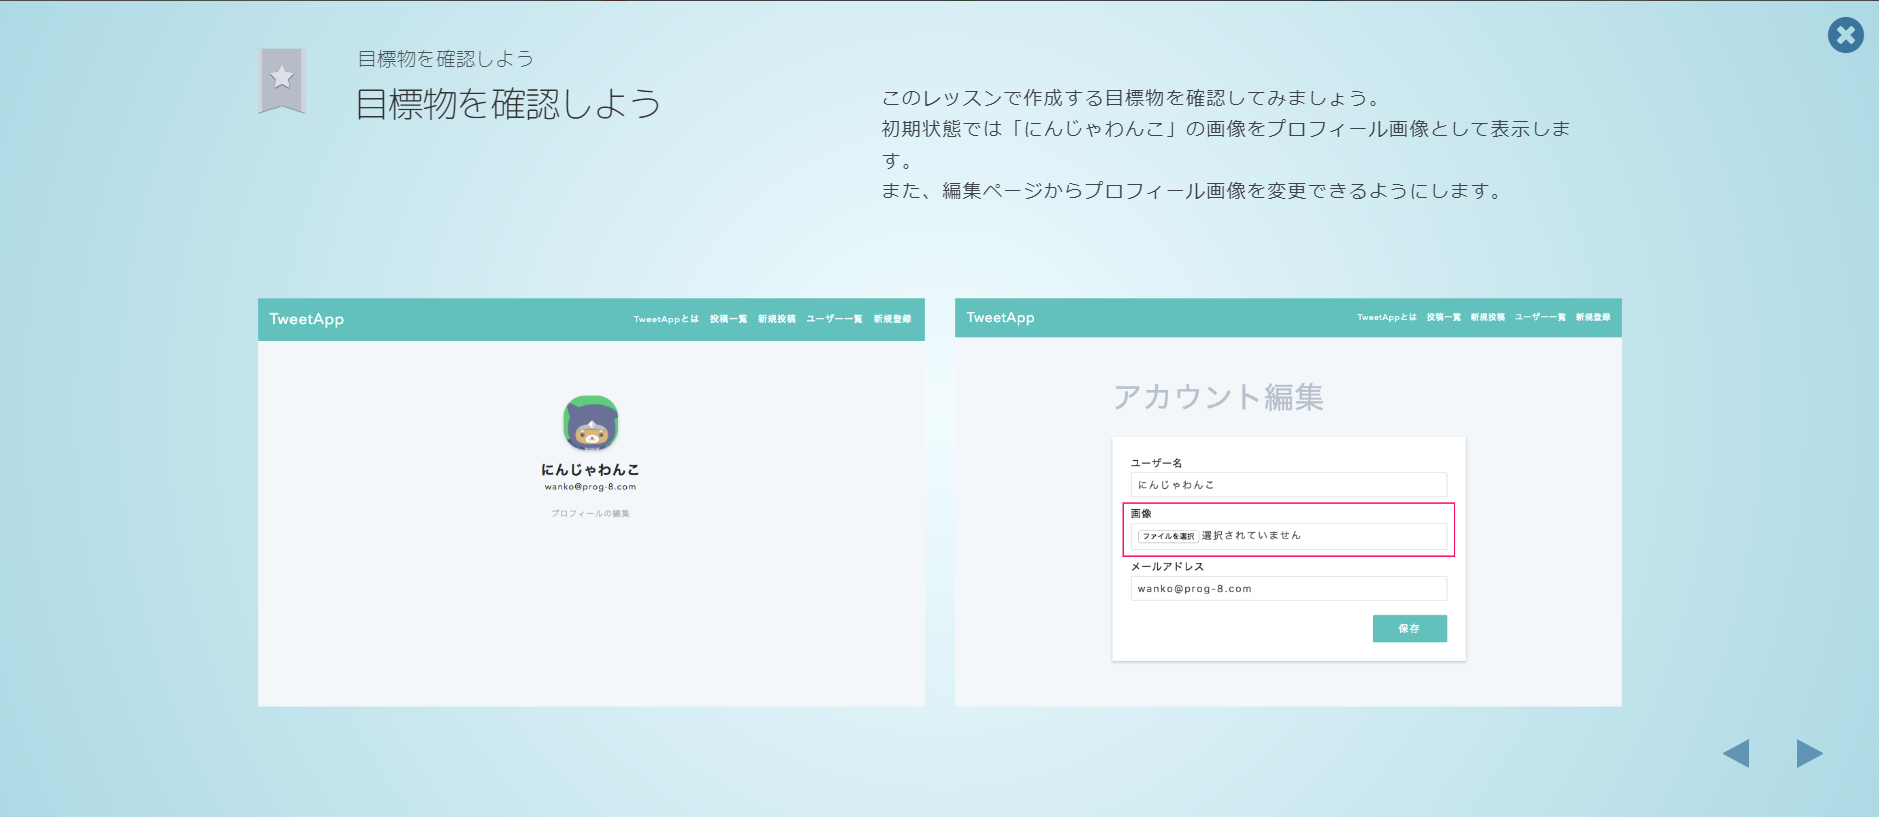 目標物を確認しよう
目標物を確認しよう
このレッスンで作成する目標物を確認してみましょう。
初期状態では「にんじゃわんこ」の画像をプロフィール画像として表示しま
す。
また、編集ページからプロフィール画像を変更できるようにします。
TweetApp
TweetAppとは 投稿一覧 新規投稿 ユーザー一覧 新規登録
にんじゃわんこ
wanko@prog-8.com
プロフィールの編集
TweetApp
TweetAppとは 投稿一覧 新規投稿 ユーザー一覧 新規登録
アカウント編集
ユーザー名
にんじゃわんこ
画像
ファイルを選択 選択されていません
メールアドレス
wanko@prog-8.com
保存